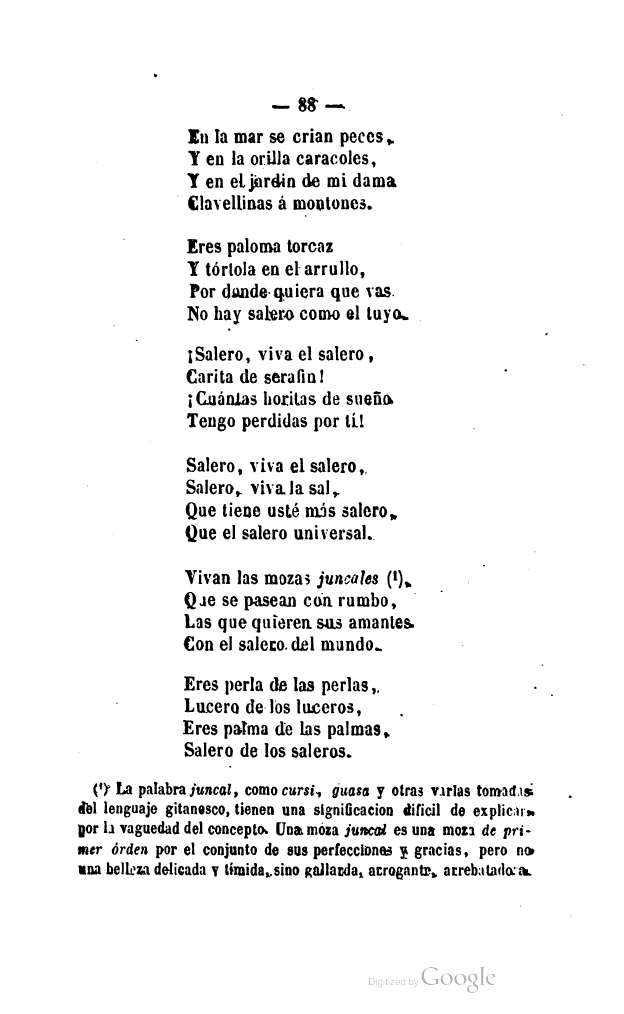 — 88 —
En la mar se crian peces,
Y en la orilla caracoles,
Y en el jardin de mi dama
Clavellinas á montones.
Eres paloma torcaz
Y tórtola en el arrullo,
Por dande quiera que vas
No hay salero como el tuyo.
¡Salero, viva el salero,
Carita de serafin!
¡Cuántas horitas de sueño
Tengo perdidas por tí!
Salero, viva el salero,
Salero, viva la sal,
Que tiene usté más salero,
Que el salero universal.
Vivan las mozas juncales (¹),
Que se pasean con rumbo,
Las que quieren sus amantes
Con el salero del mundo.
Eres perla de las perlas,
Lucero de los luceros,
Eres palma de las palmas,
Salero de los saleros.
(¹) La palabra juncal, como cursi, guasa y otras varias tomadas
del lenguaje gitanesco, tienen una significacion dificil de explicar,
por la vaguedad del concepto. Una moza juncal es una moza de pri-
mer órden por el conjunto de sus perfecciones y gracias, pero no
una belleza delicada y tímida, sino gallarda, arrogante, arrebatadora.
Digitized by Google